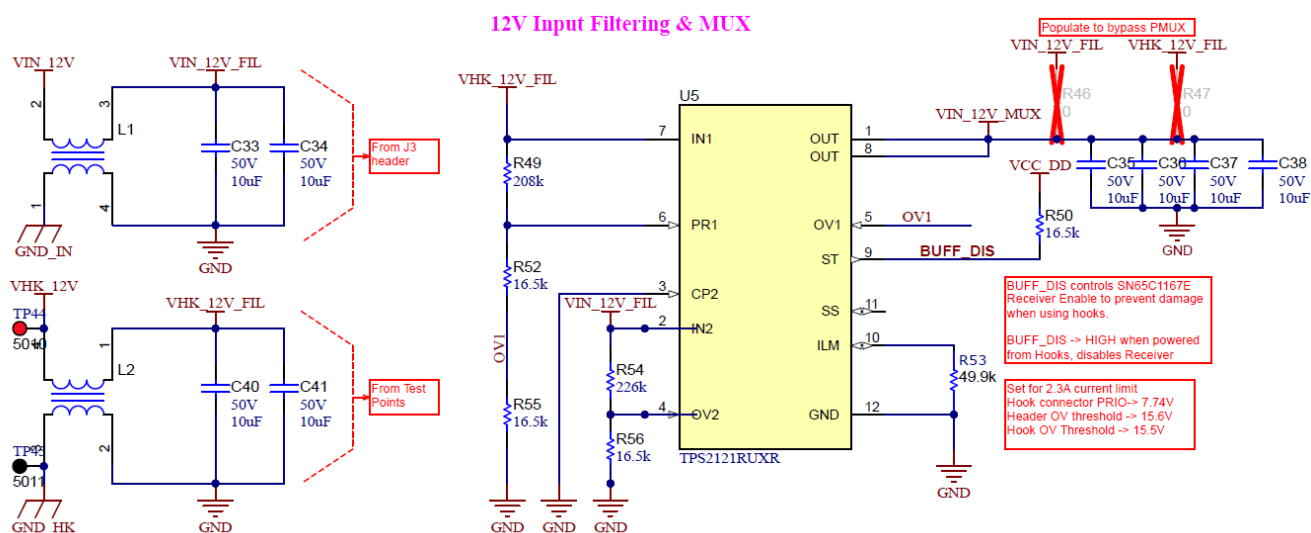 12V Input Filtering & MUX
VIN_12V
VIN_12V_FIL
2
3
L1
1
4
C33
50V
10uF
C34
50V
10uF
From J3
header
GND_IN
GND
VHK_12V
VHK_12V_FIL
TP44
5010
1
L2
2
TP45
5011
C40
50V
10uF
C41
50V
10uF
From Test
Points
GND_HK
GND
VHK_12V_FIL
R49
208k
R52
16.5k
OV1
R55
16.5k
GND
GND
VIN_12V_FIL
R54
226k
R56
16.5k
GND
U5
7
IN1
6
PR1
3
CP2
2
IN2
4
OV2
OUT
1
OUT
8
OV1
5
OV1
ST
9
BUFF_DIS
SS
11
ILM
10
GND
12
TPS2121RUXR
R53
49.9k
GND
VIN_12V_MUX
VCC_DD
R50
16.5k
Populate to bypass PMUX
VIN_12V_FIL
VHK_12V_FIL
R46
0
R47
0
C35
50V
10uF
C36
50V
10uF
C37
50V
10uF
C38
50V
10uF
GND
BUFF_DIS controls SN65C1167E
Receiver Enable to prevent damage
when using hooks.
BUFF_DIS -> HIGH when powered
from Hooks, disables Receiver
Set for 2.3A current limit
Hook connector PRIO-> 7.74V
Header OV threshold -> 15.6V
Hook OV Threshold -> 15.5V